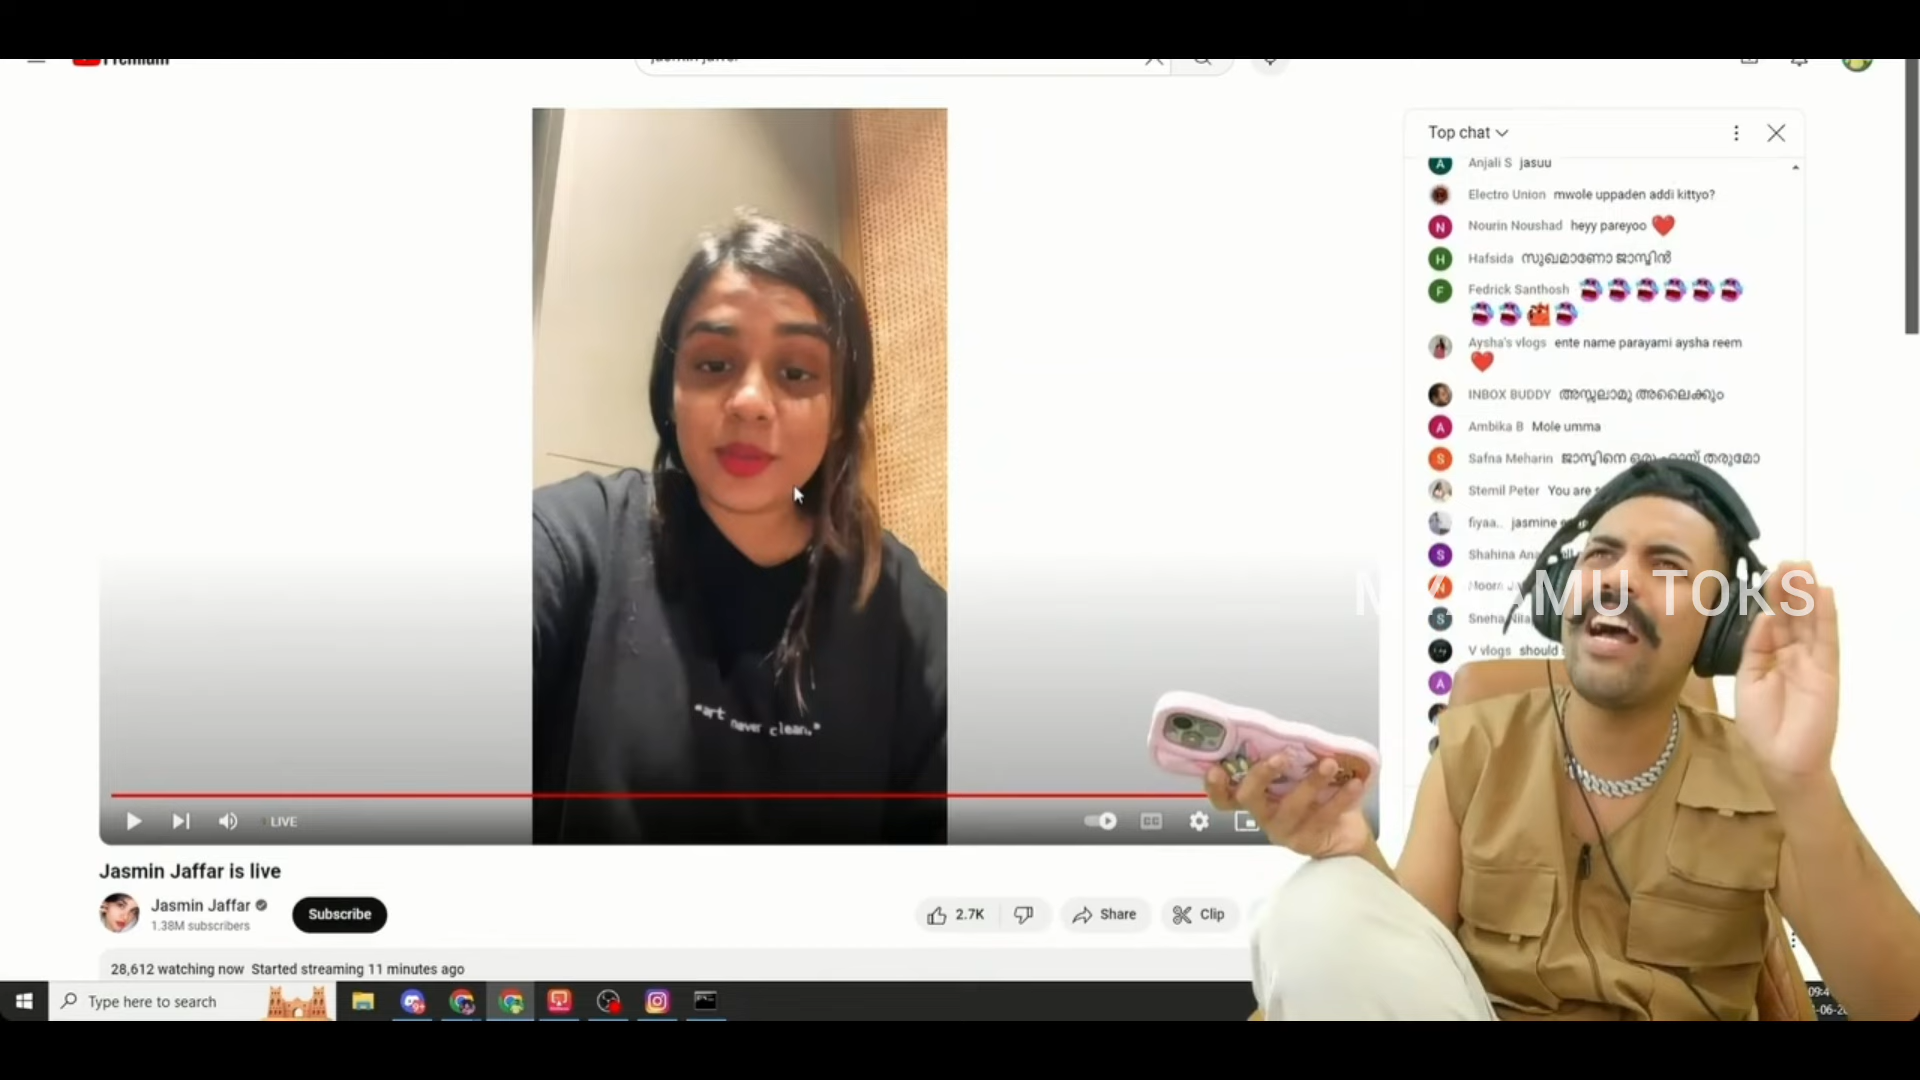 Premium
Top chat
Anjali S jasuu
Electro Union mwole uppaden addi kittyo?
Nourin Noushad heyy pareyoo
Hafsida സുഖമാണോ ജാസ്മിൻ
Fedrick Santhosh
Aysha's vlogs ente name parayami aysha reem
INBOX BUDDY അസ്സലാമു അലൈക്കും
Ambika B Mole umma
Safna Meharin ജാസ്മിനെ ഒരു തരുമോ
Stemil Peter You are
fiyaa.. jasmine
Shahina
Sneha
V vlogs should
TOKS
*art never clean.*
LIVE
CC
Jasmin Jaffar is live
Jasmin Jaffar
1.38M subscribers
Subscribe
2.7K
Share
Clip
28,612 watching now Started streaming 11 minutes ago
Type here to search